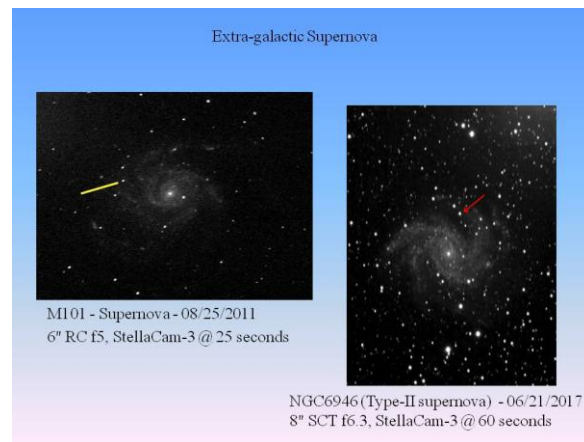 Extra-galactic Supernova
M101 - Supernova - 08/25/2011
6" RC f5, StellaCam-3 @ 25 seconds
NGC6946 (Type-II supernova) - 06/21/2017
8" SCT f6.3, StellaCam-3 @ 60 seconds